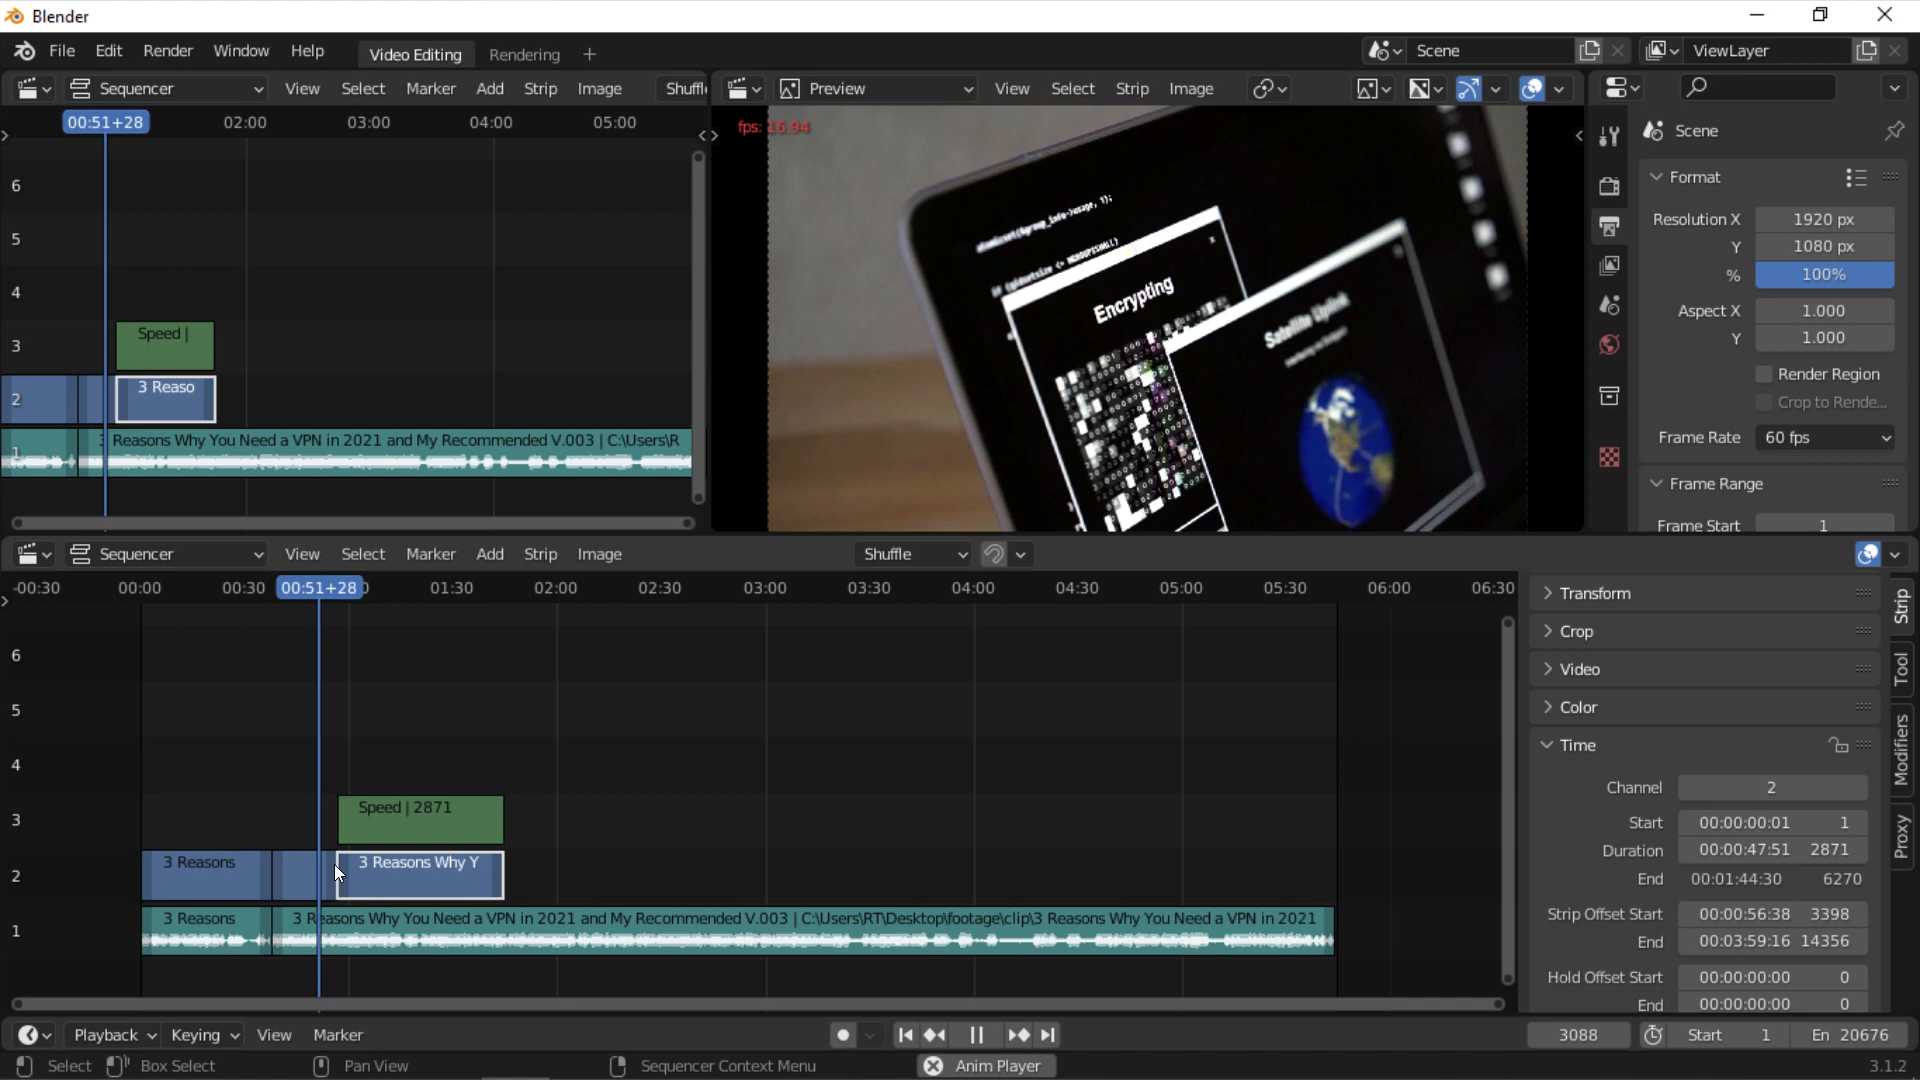 Blender
File Edit Render Window Help Video Editing Rendering + Scene ViewLayer
Sequencer View Select Marker Add Strip Image Shuffl
Preview View Select Strip Image
00:51+28 02:00 03:00 04:00 05:00
fps: 16.94
6
5
4
3
2
1
Speed |
3 Reaso
3 Reasons Why You Need a VPN in 2021 and My Recommended V.003 | C:\Users\R
Encrypting
Satellite Uplink
Scene
Format
Resolution X 1920 px
Y 1080 px
% 100%
Aspect X 1.000
Y 1.000
Render Region
Crop to Rende...
Frame Rate 60 fps
Frame Range
Frame Start 1
Sequencer View Select Marker Add Strip Image Shuffle
-00:30 00:00 00:30 00:51+28 0 01:30 02:00 02:30 03:00 03:30 04:00 04:30 05:00 05:30 06:00 06:30
6
5
4
3
2
1
Speed | 2871
3 Reasons 3 Reasons Why Y
3 Reasons 3 Reasons Why You Need a VPN in 2021 and My Recommended V.003 | C:\Users\RT\Desktop\footage\clip\3 Reasons Why You Need a VPN in 2021
Transform
Crop
Video
Color
Time
Channel 2
Start 00:00:00:01 1
Duration 00:00:47:51 2871
End 00:01:44:30 6270
Strip Offset Start 00:00:56:38 3398
End 00:03:59:16 14356
Hold Offset Start 00:00:00:00 0
End 00:00:00:00 0
Strip
Tool
Modifiers
Proxy
Playback Keying View Marker 3088 Start 1 En 20676
Select Box Select Pan View Sequencer Context Menu Anim Player 3.1.2